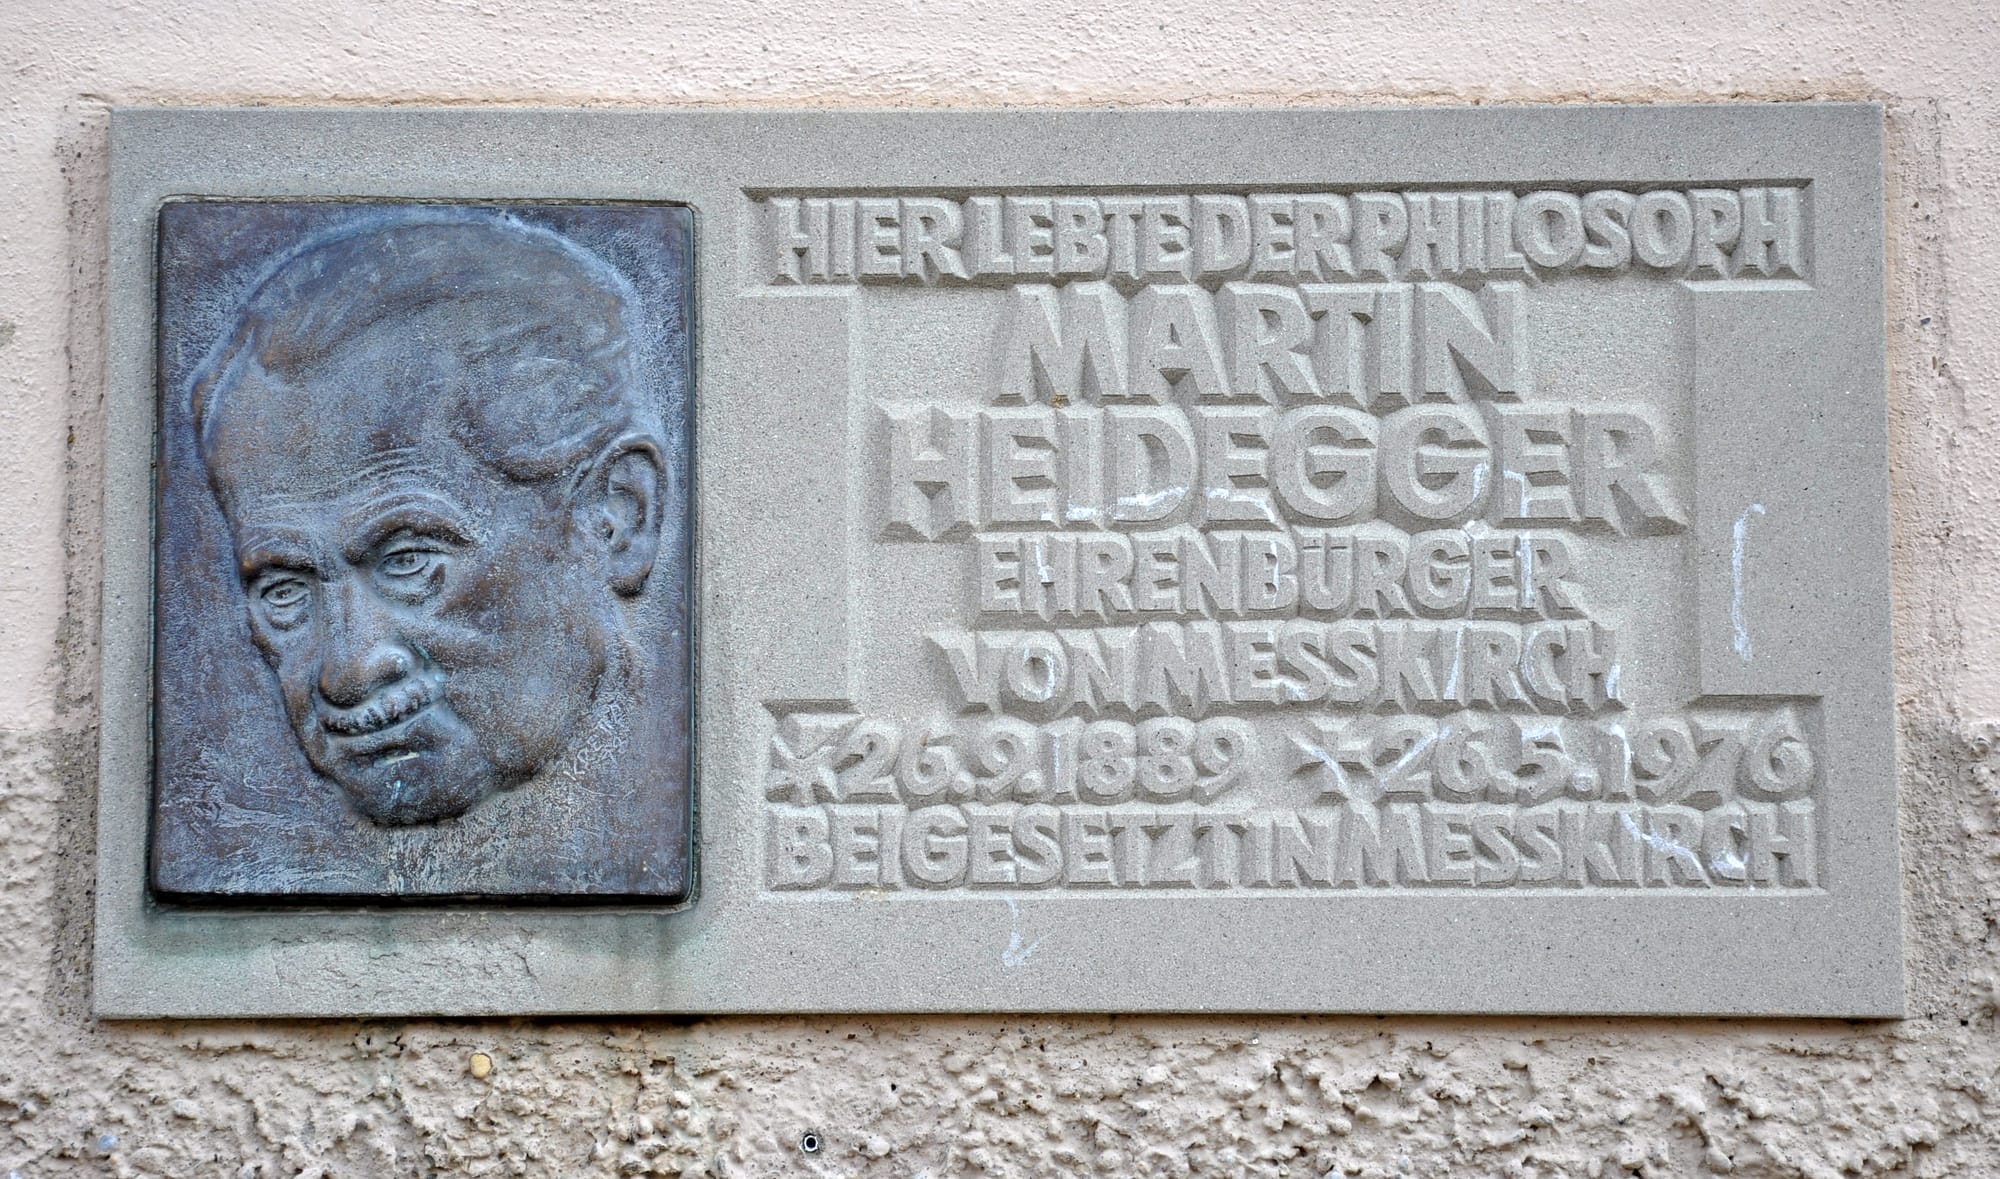 HIER LEBTE DER PHILOSOPH
MARTIN
HEIDEGGER
EHRENBÜRGER
VON MESSKIRCH
* 26.9.1889 + 26.5.1976
BEIGESETZT IN MESSKIRCH